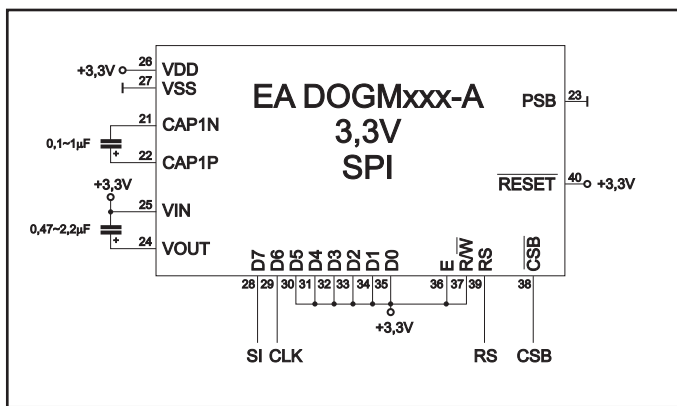 EA DOGMxxx-A
3,3V
SPI
+3,3V
26 VDD
27 VSS
21 CAP1N
0,1~1µF
+
22 CAP1P
+3,3V
25 VIN
0,47~2,2µF
+
24 VOUT
PSB 23
RESET 40 +3,3V
D7 D6 D5 D4 D3 D2 D1 D0 E R/W RS CSB
28 29 30 31 32 33 34 35 36 37 39 38
+3,3V
SI CLK RS CSB